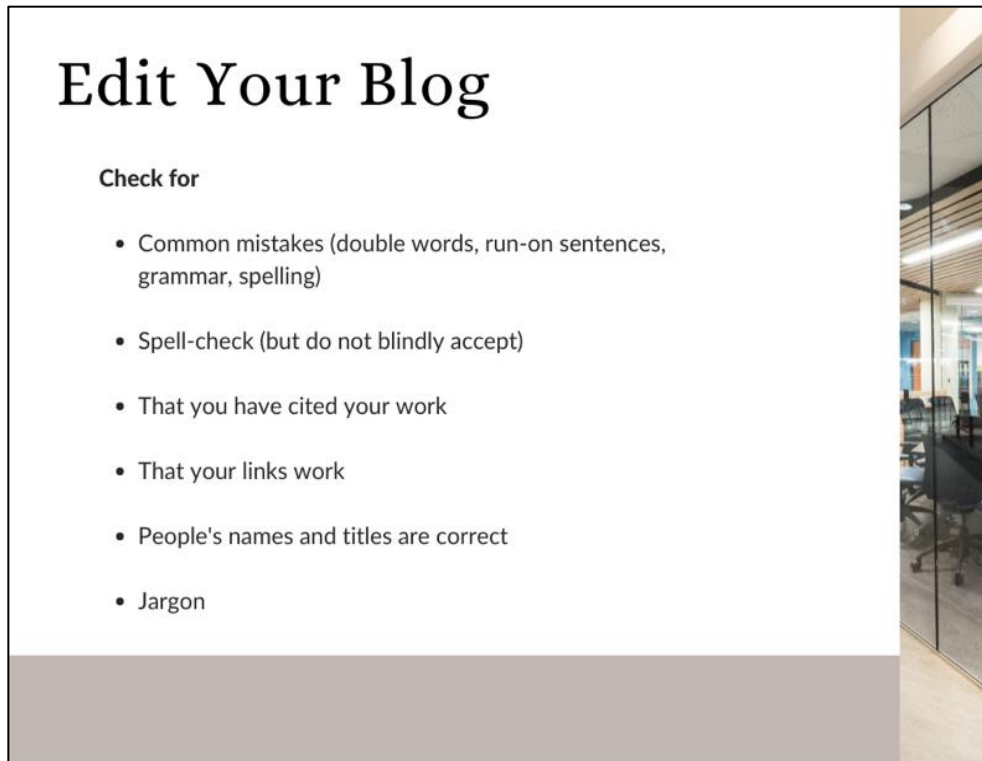 Edit Your Blog
Check for
• Common mistakes (double words, run-on sentences,
grammar, spelling)
• Spell-check (but do not blindly accept)
• That you have cited your work
• That your links work
• People's names and titles are correct
• Jargon